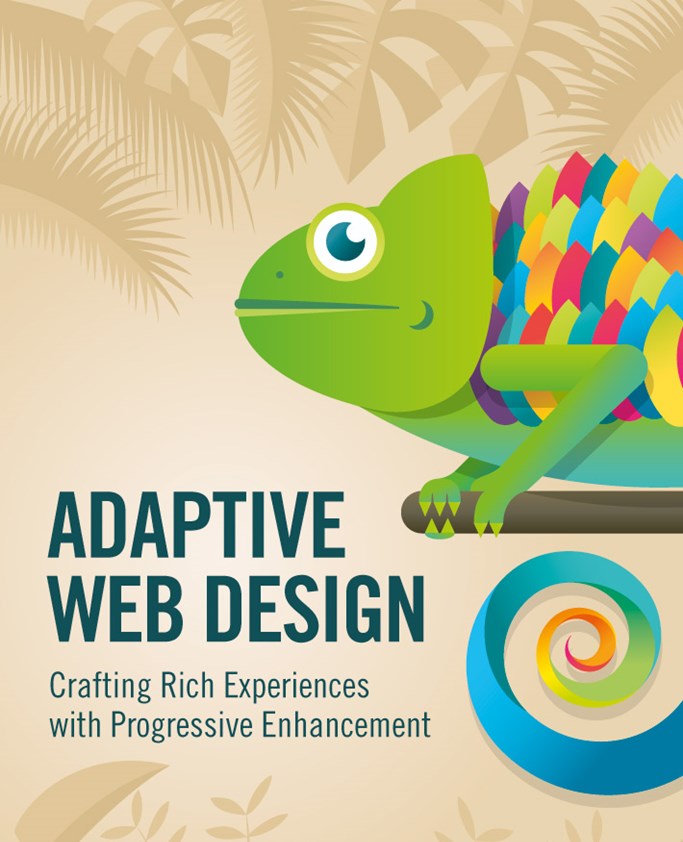 ADAPTIVE
WEB DESIGN
Crafting Rich Experiences
with Progressive Enhancement